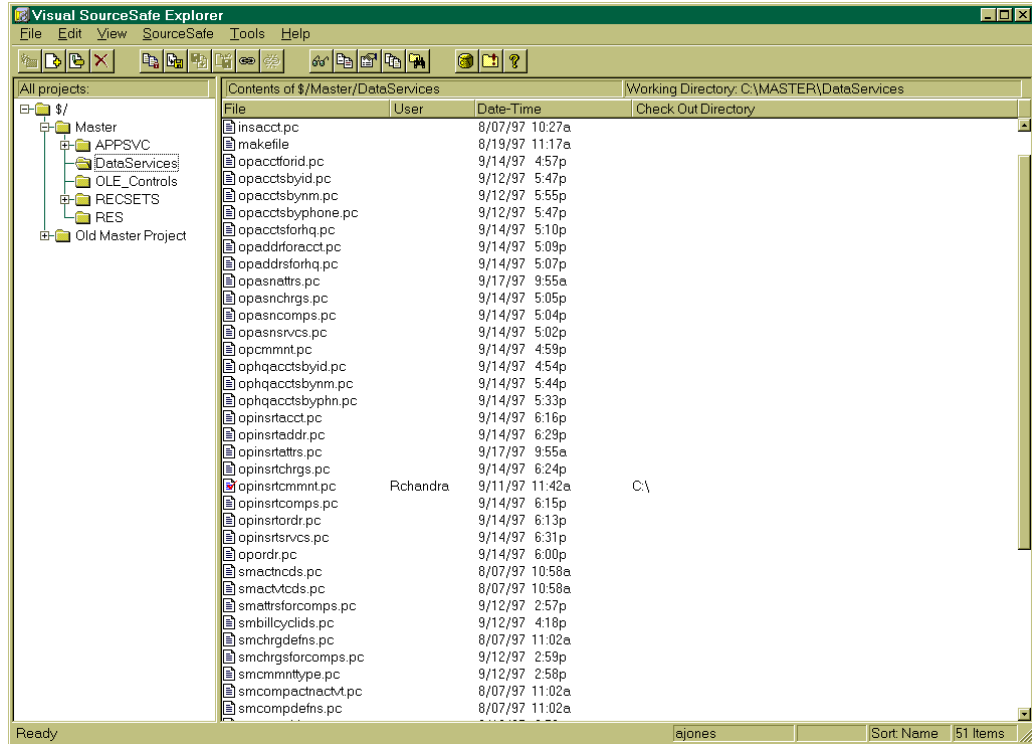 Visual SourceSafe Explorer
File Edit View SourceSafe Tools Help
All projects:
Contents of $/Master/DataServices
Working Directory: C:\MASTER\DataServices
$/
Master
APPSVC
DataServices
OLE_Controls
RECSETS
RES
Old Master Project
File User Date-Time Check Out Directory
insacct.pc 8/07/97 10:27a
makefile 8/19/97 11:17a
opacctforid.pc 9/14/97 4:57p
opacctsbyid.pc 9/12/97 5:47p
opacctsbynm.pc 9/12/97 5:55p
opacctsbyphone.pc 9/12/97 5:47p
opacctsforhq.pc 9/14/97 5:10p
opaddrforacct.pc 9/14/97 5:09p
opaddrsforhq.pc 9/14/97 5:07p
opasnattrs.pc 9/17/97 9:55a
opasnchrgs.pc 9/14/97 5:05p
opasncomps.pc 9/14/97 5:04p
opasnsrvcs.pc 9/14/97 5:02p
opcmmnt.pc 9/14/97 4:59p
ophqacctsbyid.pc 9/14/97 4:54p
ophqacctsbynm.pc 9/14/97 5:44p
ophqacctsbyphn.pc 9/14/97 5:33p
opinsrtacct.pc 9/14/97 6:16p
opinsrtaddr.pc 9/14/97 6:29p
opinsrtattrs.pc 9/17/97 9:55a
opinsrtchrgs.pc 9/14/97 6:24p
opinsrtcmmnt.pc Rchandra 9/11/97 11:42a C:\
opinsrtcomps.pc 9/14/97 6:15p
opinsrtordr.pc 9/14/97 6:13p
opinsrtsrvcs.pc 9/14/97 6:31p
opordr.pc 9/14/97 6:00p
smactncds.pc 8/07/97 10:58a
smactvtcds.pc 8/07/97 10:58a
smattrsforcomps.pc 9/12/97 2:57p
smbillcyclids.pc 9/12/97 4:18p
smchrgdefns.pc 8/07/97 11:02a
smchrgsforcomps.pc 9/12/97 2:59p
smcmmnttype.pc 9/12/97 2:58p
smcompactnactvt.pc 8/07/97 11:02a
smcompdefns.pc 8/07/97 11:02a
Ready ajones Sort: Name 51 Items